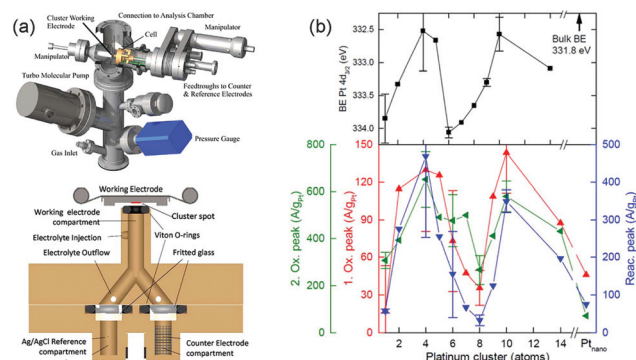 (a)
Cluster Working
Electrode
Connection to Analysis Chamber
Cell
Manipulator
Manipulator
Turbo Molecular Pump
Feedtroughs to Counter
& Reference Electrodes
Gas Inlet
Pressure Gauge
Working Electrode
Working electrode
compartment
Cluster spot
Electrolyte Injection
Viton O-rings
Electrolyte Outflow
Fritted glass
Ag/AgCl Reference
compartment
Counter Electrode
compartment
(b)
Bulk BE
331.8 eV
BE Pt 4d3/2 (eV)
332.5
333.0
333.5
334.0
2. Ox. peak (A/gPt)
800
600
400
200
0
1. Ox. peak (A/gPt)
150
120
90
60
30
0
Reac. peak (A/gPt)
500
400
300
200
100
0
2 4 6 8 10 12 14 Ptnano
Platinum cluster (atoms)